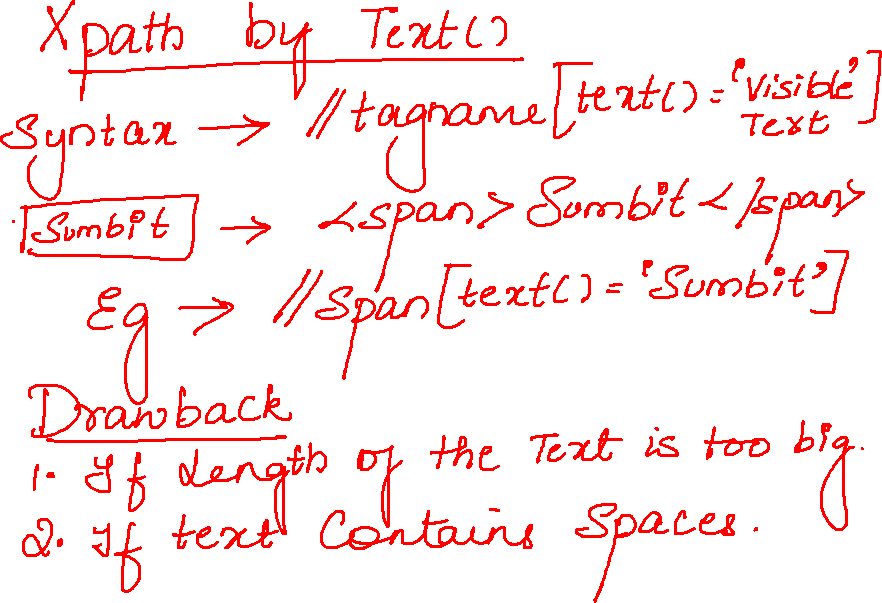 Xpath by Text()
Syntax → //tagname[text()='Visible Text']
Sumbit → <span>Sumbit</span>
Eg → //Span[text()='Sumbit']
Drawback
1. If Length of the Text is too big.
2. If text Contains Spaces.